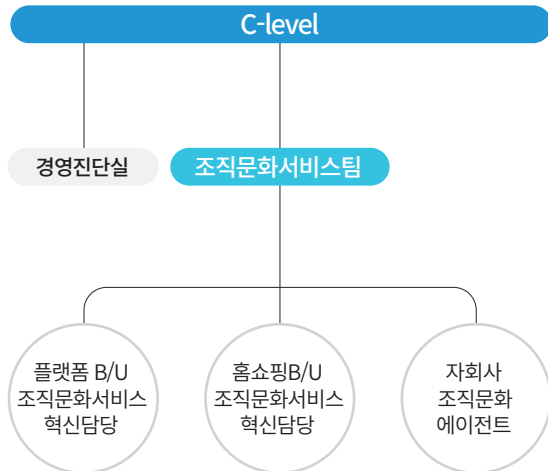 C-level
경영진단실
조직문화서비스팀
플랫폼 B/U
조직문화서비스
혁신담당
홈쇼핑B/U
조직문화서비스
혁신담당
자회사
조직문화
에이전트